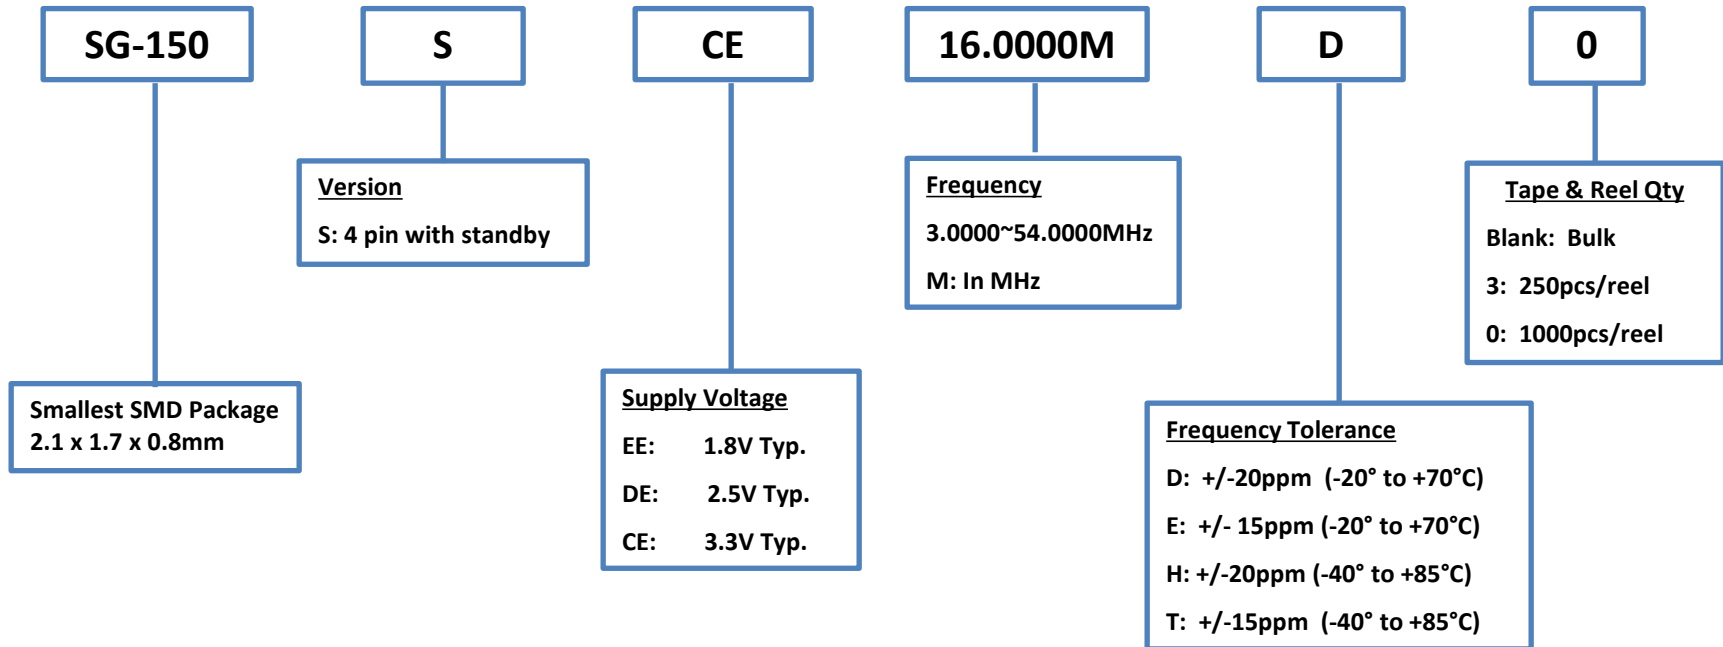 SG-150
S
CE
16.0000M
D
0
Version
S: 4 pin with standby
Frequency
3.0000~54.0000MHz
M: In MHz
Tape & Reel Qty
Blank: Bulk
3: 250pcs/reel
0: 1000pcs/reel
Smallest SMD Package
2.1 x 1.7 x 0.8mm
Supply Voltage
EE: 1.8V Typ.
DE: 2.5V Typ.
CE: 3.3V Typ.
Frequency Tolerance
D: +/-20ppm (-20° to +70°C)
E: +/- 15ppm (-20° to +70°C)
H: +/-20ppm (-40° to +85°C)
T: +/-15ppm (-40° to +85°C)